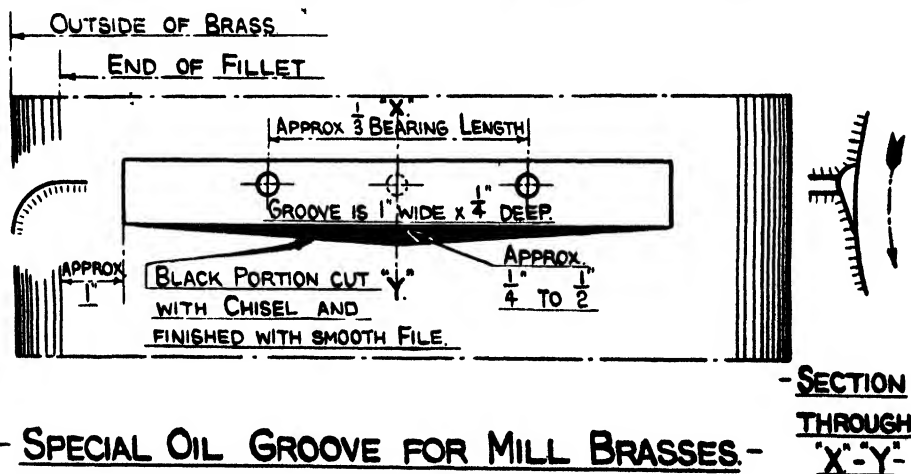 OUTSIDE OF BRASS
END OF FILLET
"X"
APPROX 1/3 BEARING LENGTH
GROOVE IS 1" WIDE x 1/4" DEEP.
APPROX
1"
BLACK PORTION CUT
WITH CHISEL AND
FINISHED WITH SMOOTH FILE.
"Y"
APPROX.
1/4" TO 1/2"
- SECTION
THROUGH
"X"-"Y"-
- SPECIAL OIL GROOVE FOR MILL BRASSES.-